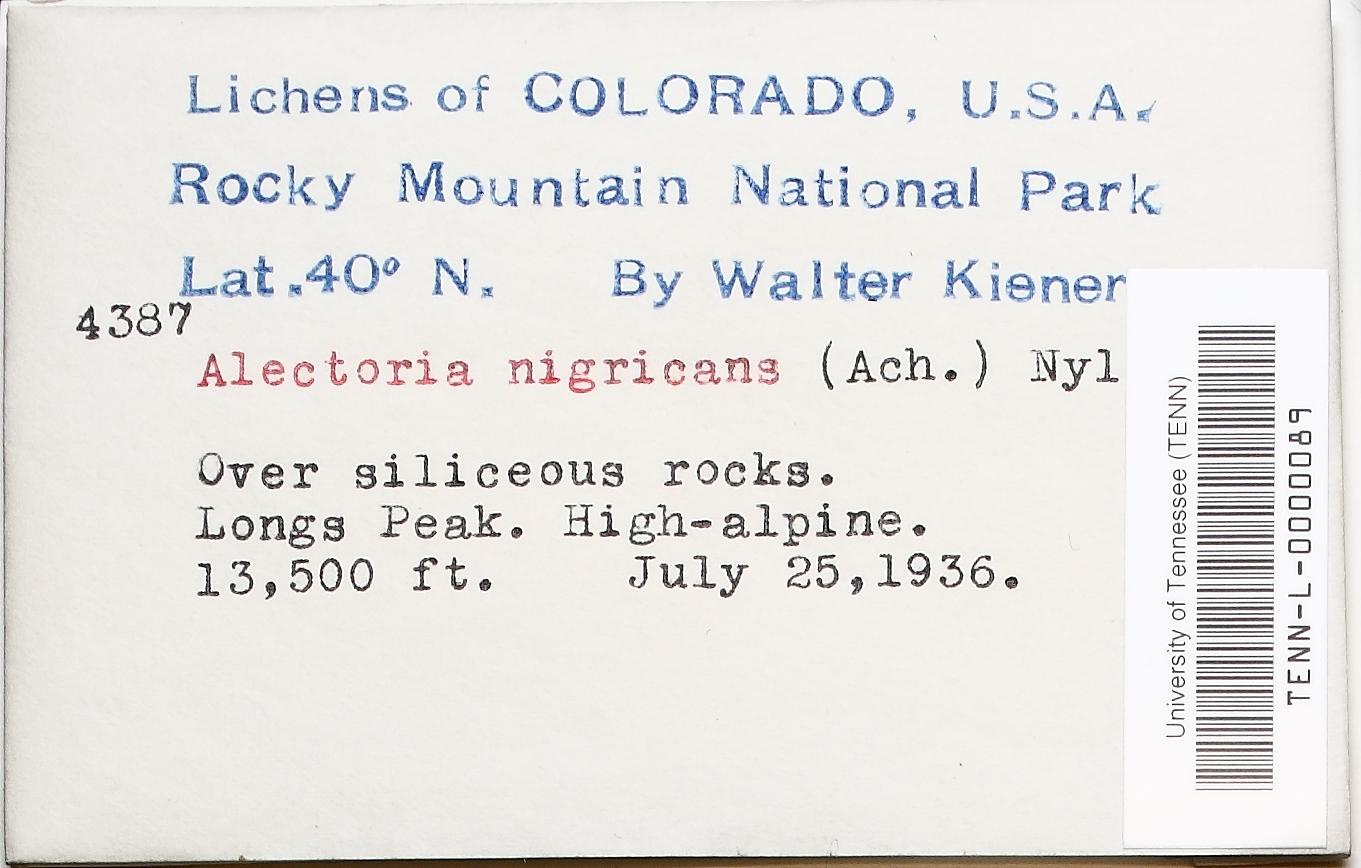 Lichens of COLORADO, U.S.A.
Rocky Mountain National Park
Lat.40° N. By Walter Kiener
4387
Alectoria nigricans (Ach.) Nyl
Over siliceous rocks.
Longs Peak. High-alpine.
13,500 ft. July 25,1936.
University of Tennessee (TENN)
TENN-L-0000089